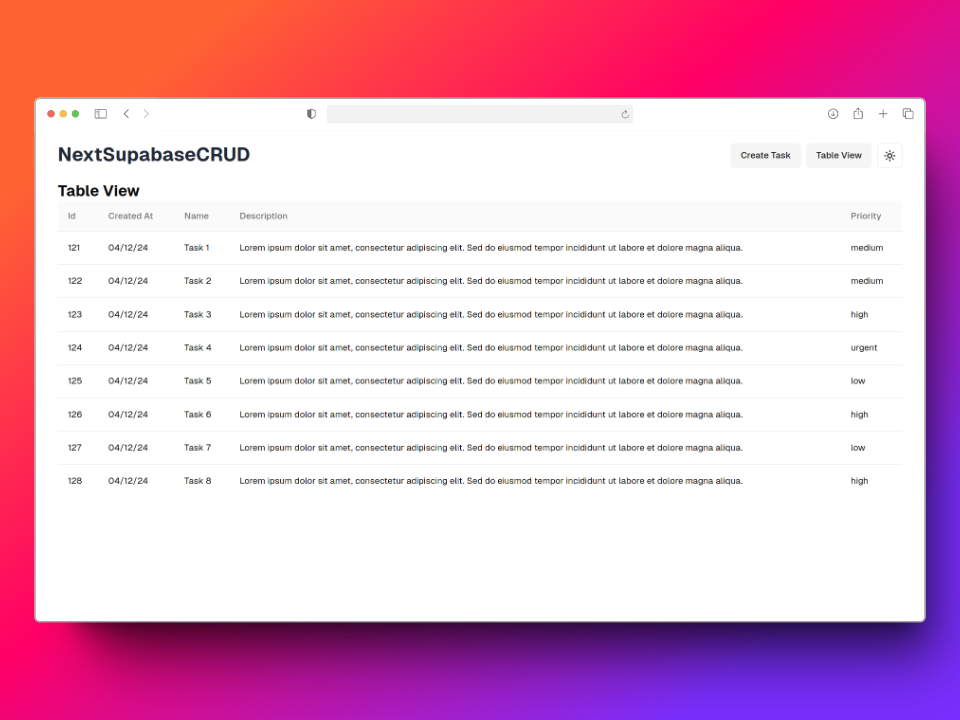 NextSupabaseCRUD
Create Task
Table View
Table View
Id Created At Name Description Priority
121 04/12/24 Task 1 Lorem ipsum dolor sit amet, consectetur adipiscing elit. Sed do eiusmod tempor incididunt ut labore et dolore magna aliqua. medium
122 04/12/24 Task 2 Lorem ipsum dolor sit amet, consectetur adipiscing elit. Sed do eiusmod tempor incididunt ut labore et dolore magna aliqua. medium
123 04/12/24 Task 3 Lorem ipsum dolor sit amet, consectetur adipiscing elit. Sed do eiusmod tempor incididunt ut labore et dolore magna aliqua. high
124 04/12/24 Task 4 Lorem ipsum dolor sit amet, consectetur adipiscing elit. Sed do eiusmod tempor incididunt ut labore et dolore magna aliqua. urgent
125 04/12/24 Task 5 Lorem ipsum dolor sit amet, consectetur adipiscing elit. Sed do eiusmod tempor incididunt ut labore et dolore magna aliqua. low
126 04/12/24 Task 6 Lorem ipsum dolor sit amet, consectetur adipiscing elit. Sed do eiusmod tempor incididunt ut labore et dolore magna aliqua. high
127 04/12/24 Task 7 Lorem ipsum dolor sit amet, consectetur adipiscing elit. Sed do eiusmod tempor incididunt ut labore et dolore magna aliqua. low
128 04/12/24 Task 8 Lorem ipsum dolor sit amet, consectetur adipiscing elit. Sed do eiusmod tempor incididunt ut labore et dolore magna aliqua. high